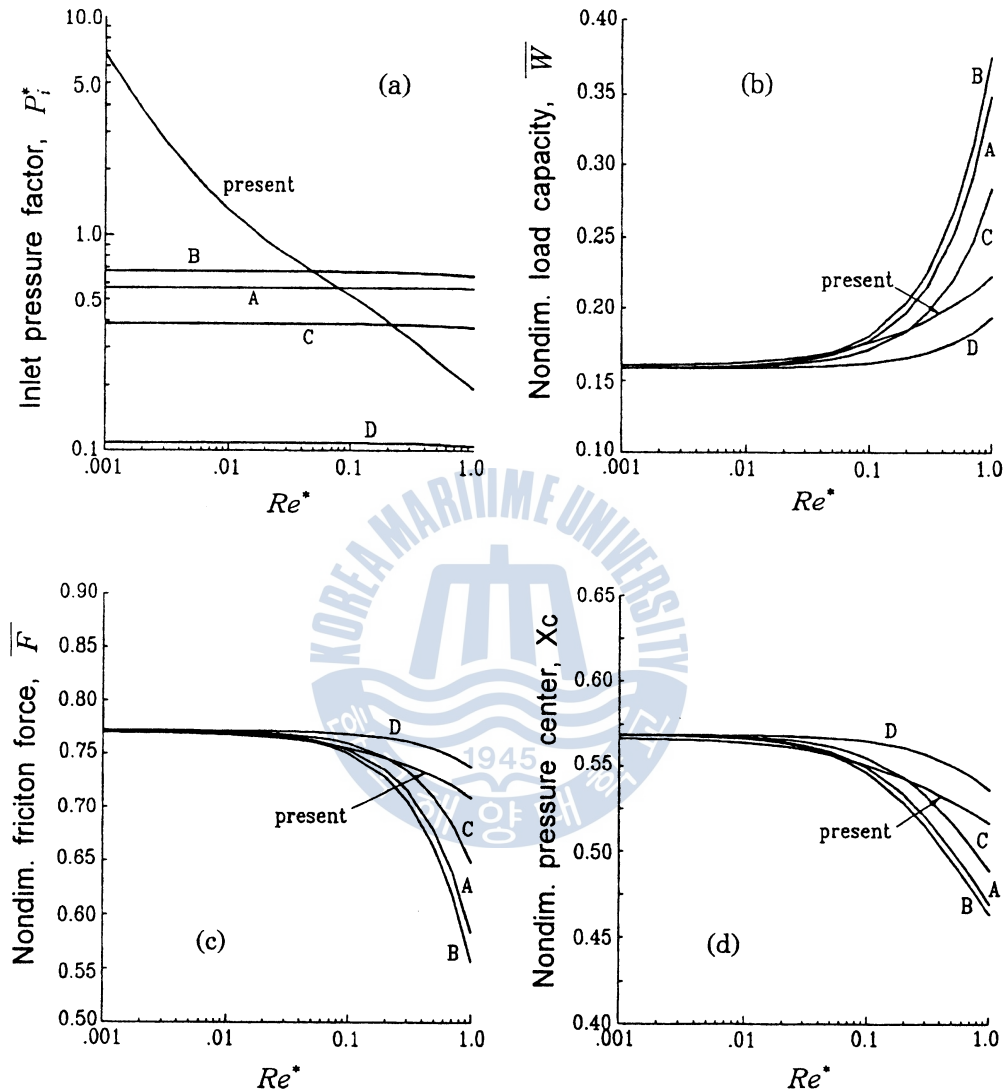 10.0
5.0
1.0
0.5
0.1
Inlet pressure factor, P*i
(a)
present
B
A
C
D
.001
.01
0.1
1.0
Re*
0.40
0.35
0.30
0.25
0.20
0.15
0.10
Nondim. load capacity, W
(b)
B
A
C
present
D
.001
.01
0.1
1.0
Re*
KOREA MARITIME UNIVERSITY
1945
해양대
0.90
0.85
0.80
0.75
0.70
0.65
0.60
0.55
0.50
Nondim. friciton force, F
D
present
C
A
B
(c)
.001
.01
0.1
1.0
Re*
0.65
0.60
0.55
0.50
0.45
0.40
Nondim. pressure center, Xc
D
present
C
A
B
(d)
.001
.01
0.1
1.0
Re*